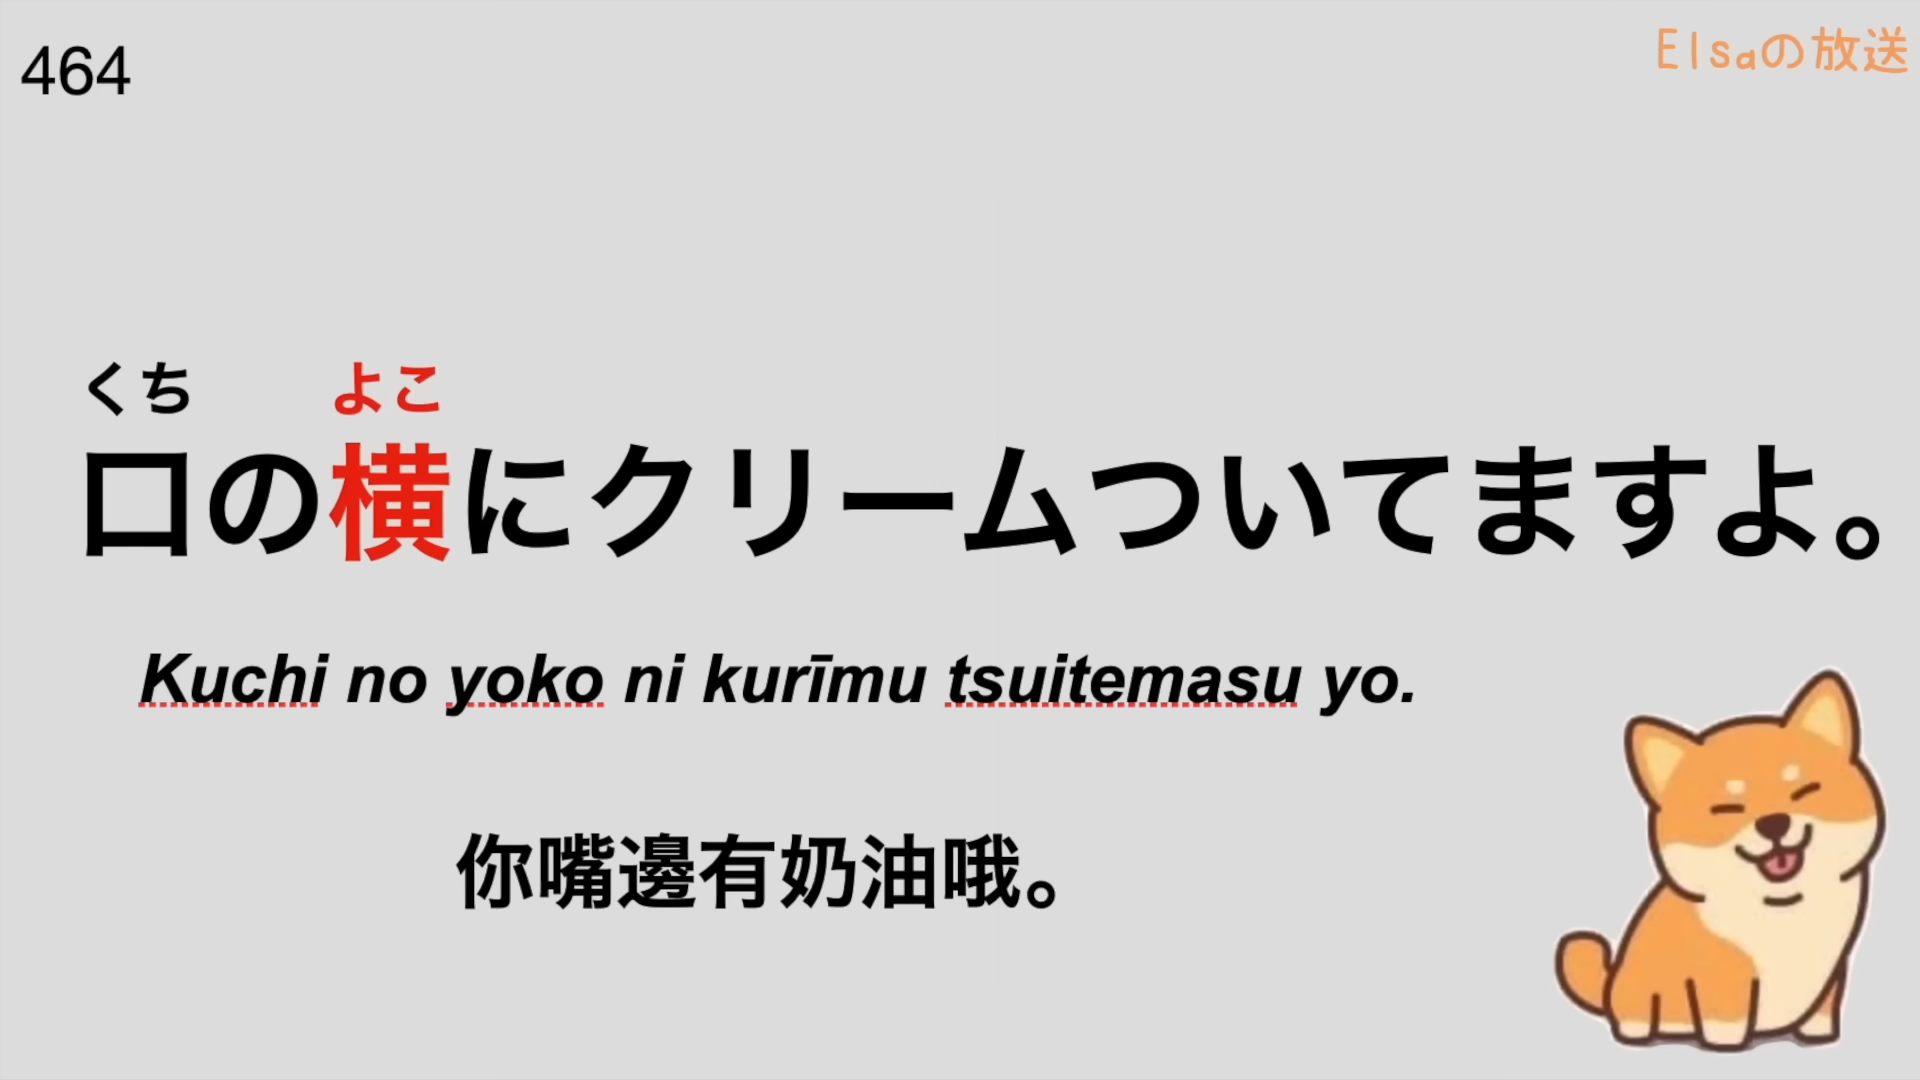 464
Elsaの放送
くち よこ
口の横にクリームついてますよ。
Kuchi no yoko ni kurīmu tsuitemasu yo.
你嘴邊有奶油哦。